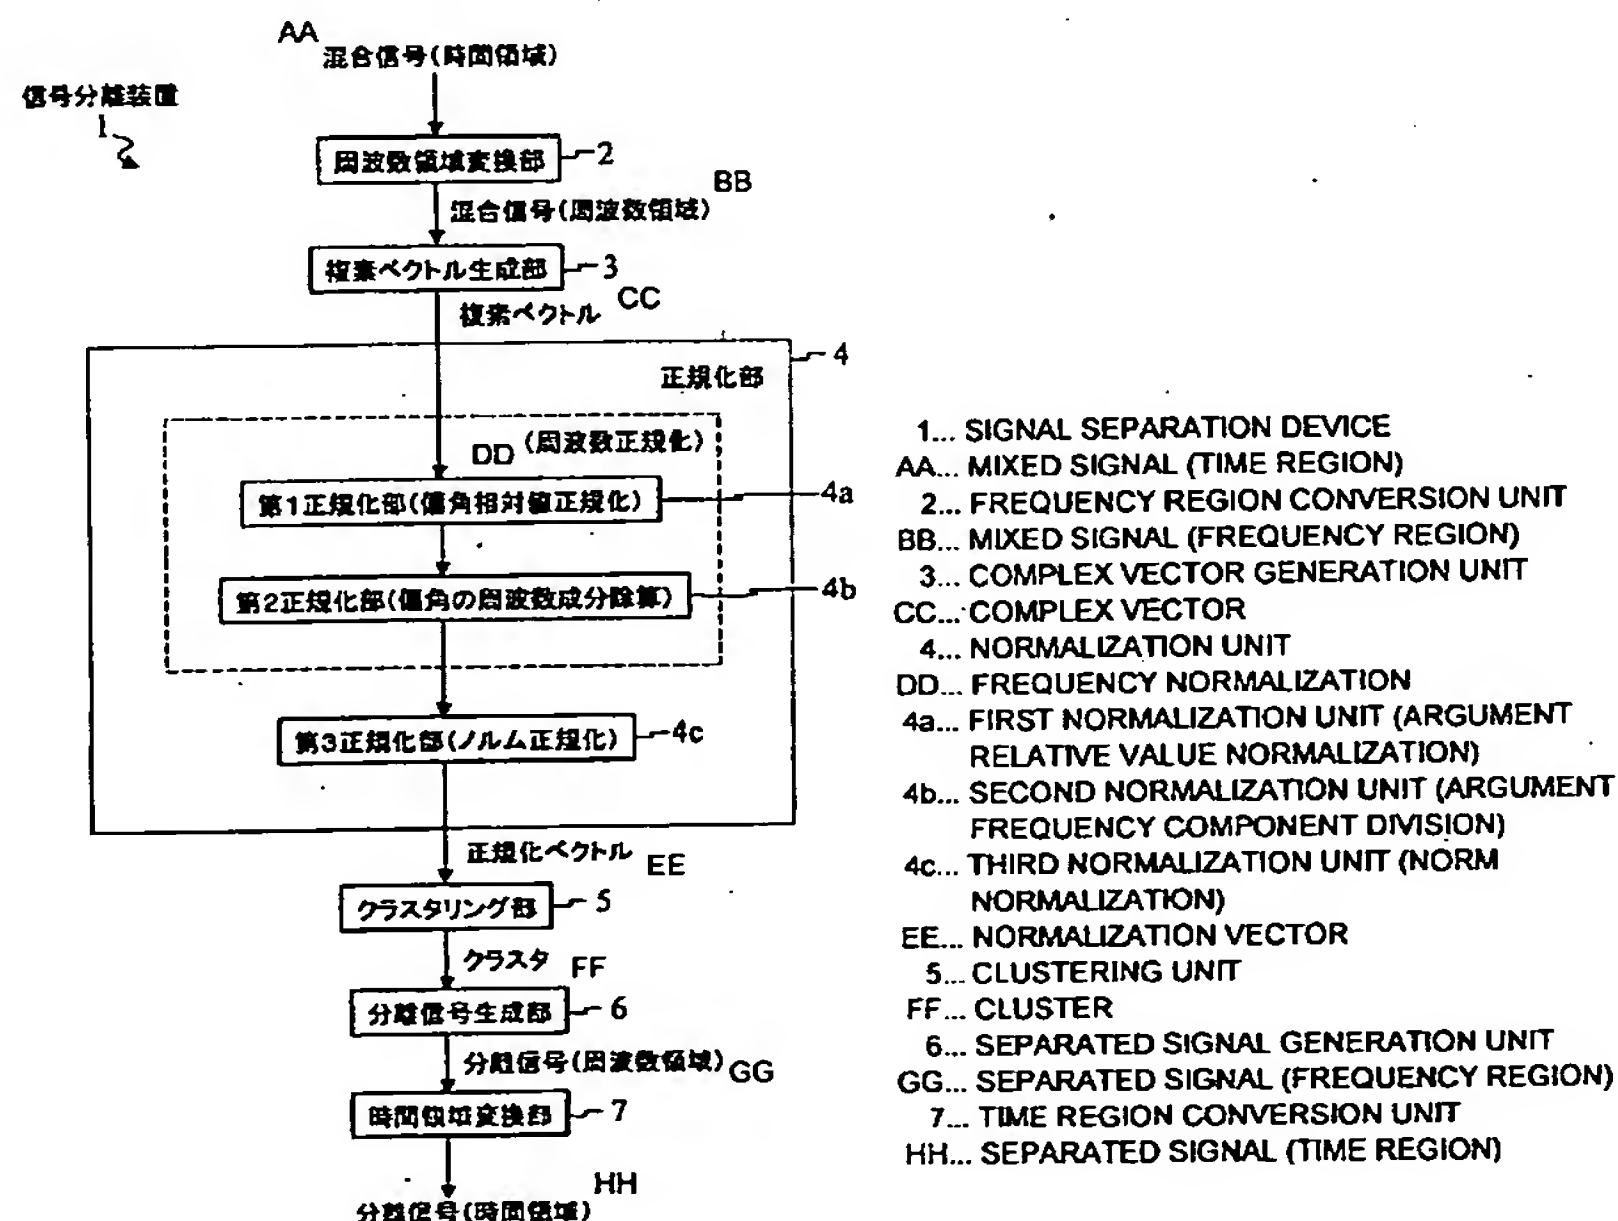 AA
混合信号(時間領域)
信号分離装置
1
周波数領域変換部
2
BB
混合信号(周波数領域)
複素ベクトル生成部
3
CC
複素ベクトル
4
正規化部
DD
(周波数正規化)
第1正規化部(偏角相対値正規化)
4a
第2正規化部(偏角の周波数成分除算)
4b
第3正規化部(ノルム正規化)
4c
正規化ベクトル
EE
クラスタリング部
5
クラスタ
FF
分離信号生成部
6
分離信号(周波数領域)
GG
時間領域変換部
7
HH
分離信号(時間領域)
1... SIGNAL SEPARATION DEVICE
AA... MIXED SIGNAL (TIME REGION)
2... FREQUENCY REGION CONVERSION UNIT
BB... MIXED SIGNAL (FREQUENCY REGION)
3... COMPLEX VECTOR GENERATION UNIT
CC... COMPLEX VECTOR
4... NORMALIZATION UNIT
DD... FREQUENCY NORMALIZATION
4a... FIRST NORMALIZATION UNIT (ARGUMENT
RELATIVE VALUE NORMALIZATION)
4b... SECOND NORMALIZATION UNIT (ARGUMENT
FREQUENCY COMPONENT DIVISION)
4c... THIRD NORMALIZATION UNIT (NORM
NORMALIZATION)
EE... NORMALIZATION VECTOR
5... CLUSTERING UNIT
FF... CLUSTER
6... SEPARATED SIGNAL GENERATION UNIT
GG... SEPARATED SIGNAL (FREQUENCY REGION)
7... TIME REGION CONVERSION UNIT
HH... SEPARATED SIGNAL (TIME REGION)